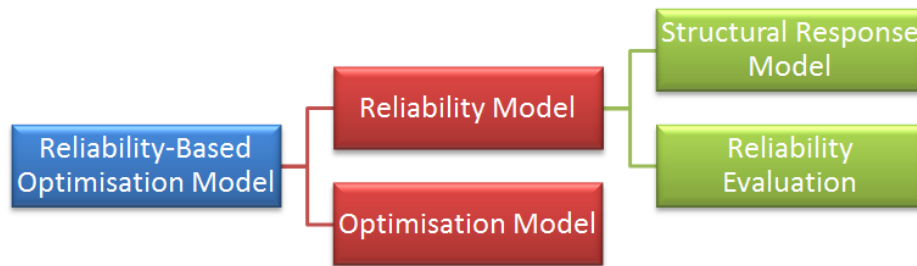 Reliability-Based
Optimisation Model
Reliability Model
Optimisation Model
Structural Response
Model
Reliability
Evaluation